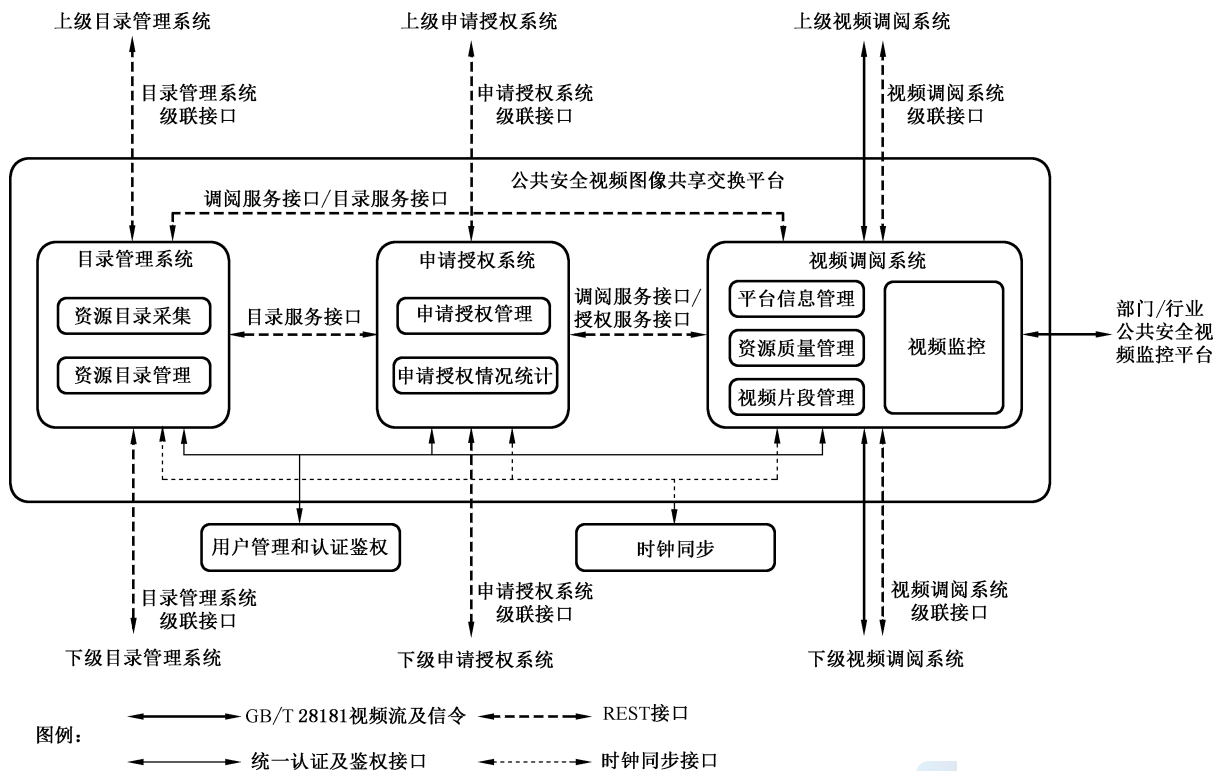 上级目录管理系统
上级申请授权系统
上级视频调阅系统
目录管理系统
级联接口
申请授权系统
级联接口
视频调阅系统
级联接口
公共安全视频图像共享交换平台
调阅服务接口/目录服务接口
目录管理系统
资源目录采集
资源目录管理
目录服务接口
申请授权系统
申请授权管理
申请授权情况统计
调阅服务接口/
授权服务接口
视频调阅系统
平台信息管理
资源质量管理
视频片段管理
视频监控
部门/行业
公共安全视
频监控平台
用户管理和认证鉴权
时钟同步
目录管理系统
级联接口
申请授权系统
级联接口
视频调阅系统
级联接口
下级目录管理系统
下级申请授权系统
下级视频调阅系统
图例：
GB/T 28181视频流及信令
REST接口
统一认证及鉴权接口
时钟同步接口